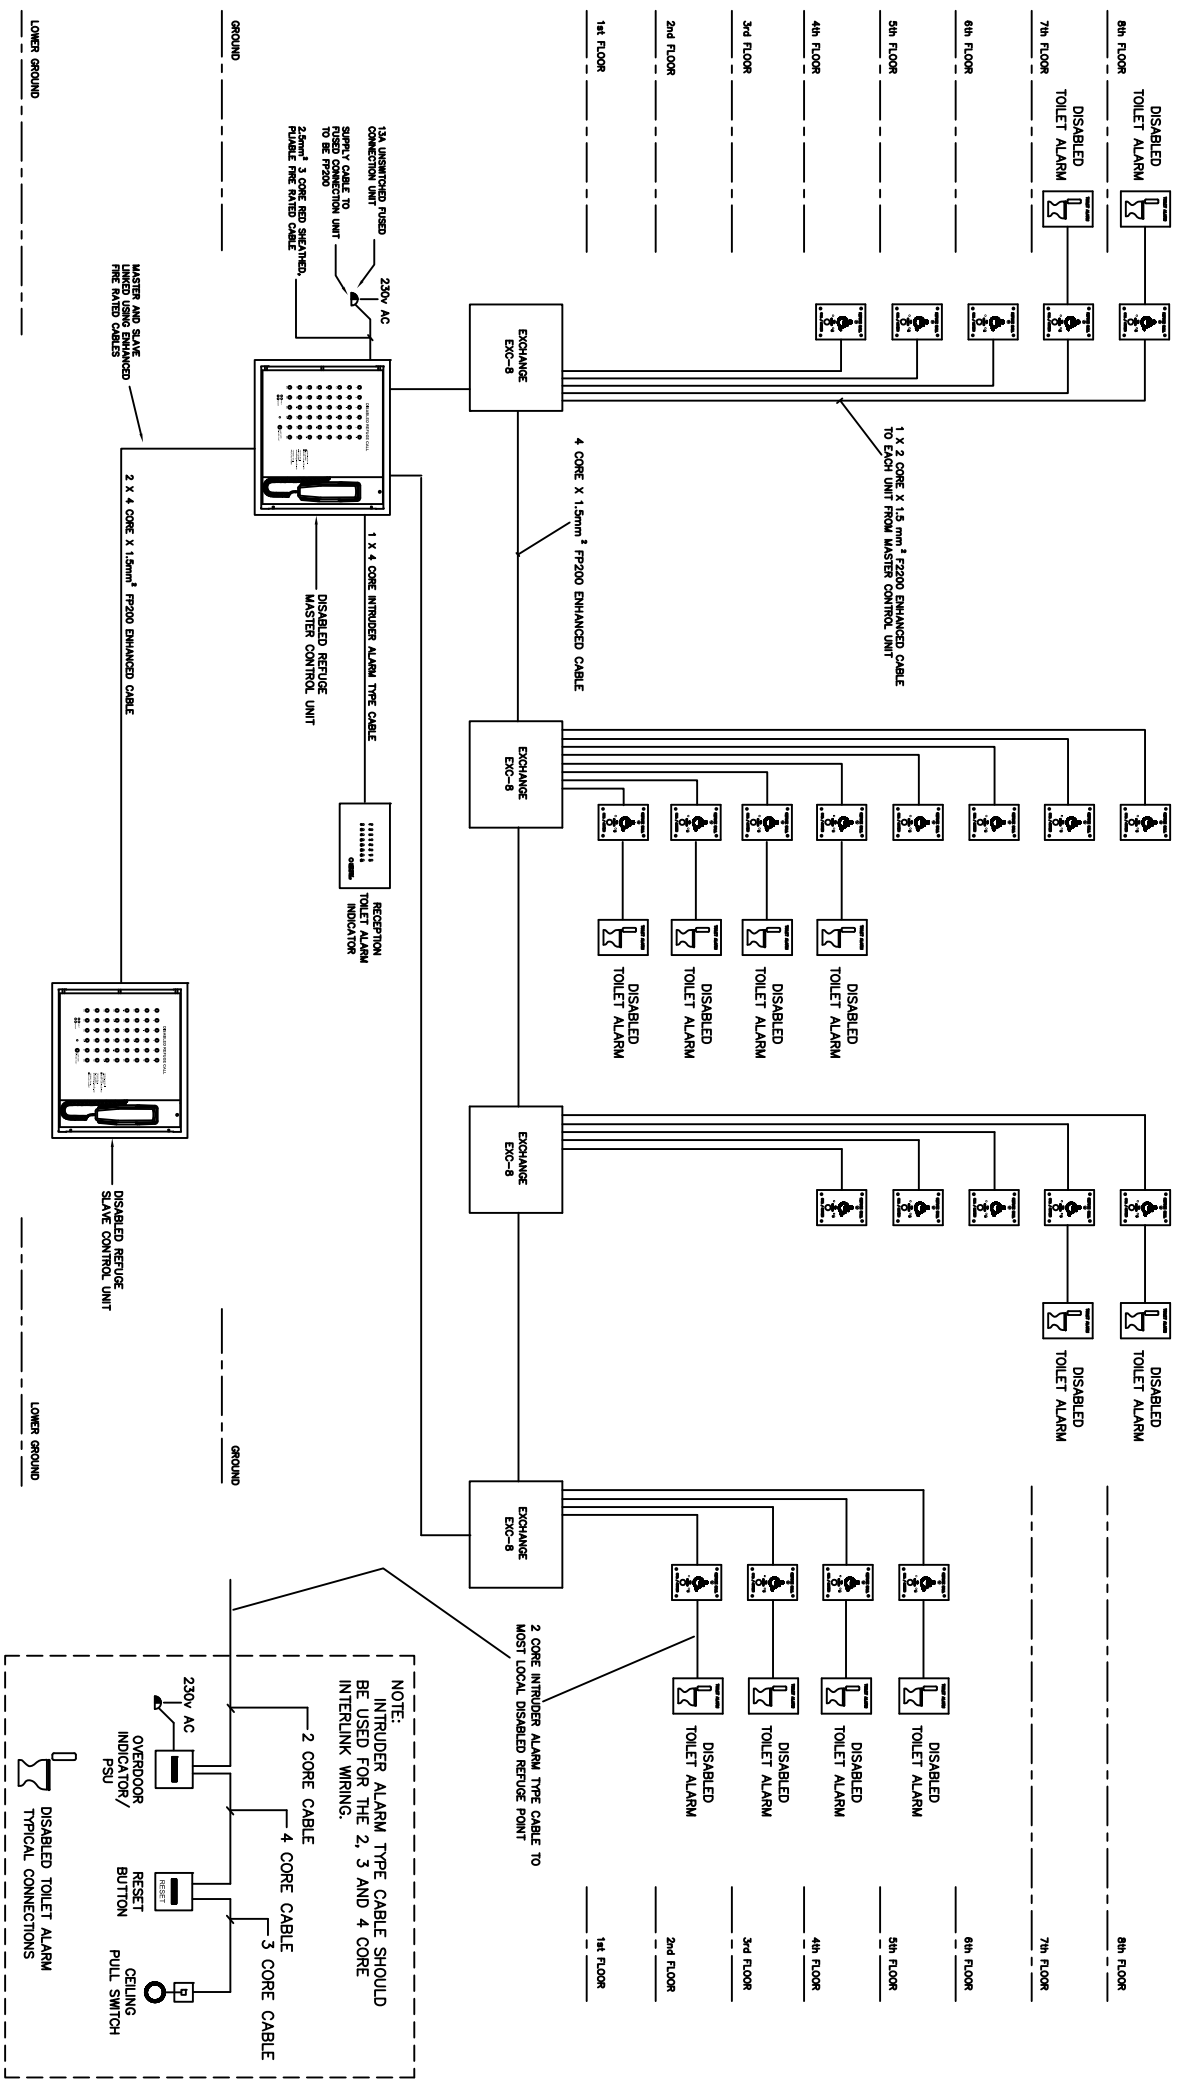 8th FLOOR
7th FLOOR
6th FLOOR
5th FLOOR
4th FLOOR
3rd FLOOR
2nd FLOOR
1st FLOOR
GROUND
LOWER GROUND
DISABLED
TOILET ALARM
DISABLED
TOILET ALARM
1 X 2 CORE X 1.5 mm² F2200 ENHANCED CABLE
TO EACH UNIT FROM MASTER CONTROL UNIT
DISABLED
TOILET ALARM
DISABLED
TOILET ALARM
DISABLED
TOILET ALARM
DISABLED
TOILET ALARM
DISABLED
TOILET ALARM
DISABLED
TOILET ALARM
DISABLED
TOILET ALARM
DISABLED
TOILET ALARM
DISABLED
TOILET ALARM
DISABLED
TOILET ALARM
8th FLOOR
7th FLOOR
6th FLOOR
5th FLOOR
4th FLOOR
3rd FLOOR
2nd FLOOR
1st FLOOR
4 CORE X 1.5mm² FP200 ENHANCED CABLE
EXCHANGE
EXC-8
EXCHANGE
EXC-8
EXCHANGE
EXC-8
EXCHANGE
EXC-8
2 CORE INTRUDER ALARM TYPE CABLE TO
MOST LOCAL DISABLED REFUGE POINT
13A UNSWITCHED FUSED
CONNECTION UNIT
SUPPLY CABLE TO
FUSED CONNECTION UNIT
TO BE FP200
2.5mm² 3 CORE RED SHEATHED,
PLIABLE FIRE RATED CABLE
230v AC
DISABLED REFUGE CALL
1 X 4 CORE INTRUDER ALARM TYPE CABLE
DISABLED REFUGE
MASTER CONTROL UNIT
RECEPTION
TOILET ALARM
INDICATOR
MASTER AND SLAVE
LINKED USING ENHANCED
FIRE RATED CABLES
2 X 4 CORE X 1.5mm² FP200 ENHANCED CABLE
DISABLED REFUGE CALL
DISABLED REFUGE
SLAVE CONTROL UNIT
GROUND
LOWER GROUND
NOTE:
INTRUDER ALARM TYPE CABLE SHOULD
BE USED FOR THE 2, 3 AND 4 CORE
INTERLINK WIRING.
2 CORE CABLE
4 CORE CABLE
3 CORE CABLE
230v AC
OVERDOOR
INDICATOR/
PSU
RESET
RESET
BUTTON
CEILING
PULL SWITCH
DISABLED TOILET ALARM
TYPICAL CONNECTIONS